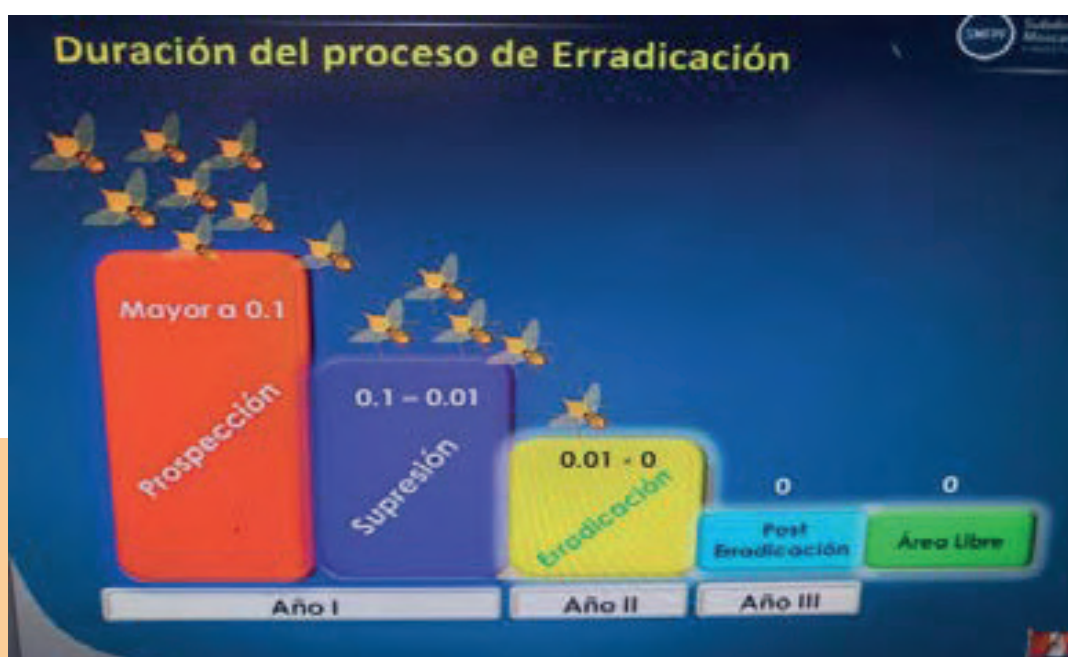 Duración del proceso de Erradicación
SMFPF
Mayor a 0.1
Prospección
0.1 – 0.01
Supresión
0.01 - 0
Erradicación
0
Post
Erradicación
0
Área Libre
Año I
Año II
Año III